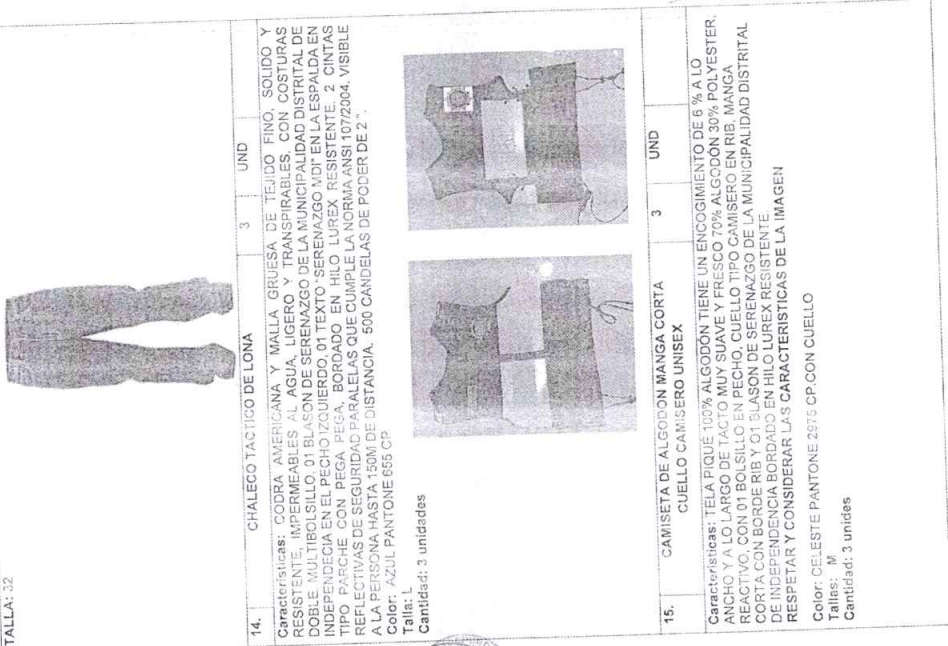 TALLA: 32
14. CHALECO TACTICO DE LONA 3 UND
Características: CODRA AMERICANA Y MALLA GRUESA DE TEJIDO FINO, SOLIDO Y
RESISTENTE, IMPERMEABLES AL AGUA, LIGERO Y TRANSPIRABLES, CON COSTURAS
DOBLE, MULTIBOLSILLO, 01 BLASON DE SERENAZGO DE LA MUNICIPALIDAD DISTRITAL DE
INDEPENDECIA EN EL PECHO IZQUIERDO, 01 TEXTO "SERENAZGO MDI" EN LA ESPALDA EN
TIPO PARCHE CON PEGA PEGA, BORDADO EN HILO LUREX RESISTENTE. 2 CINTAS
REFLECTIVAS DE SEGURIDAD PARALELAS QUE CUMPLE LA NORMA ANSI 107/2004, VISIBLE
A LA PERSONA HASTA 150M DE DISTANCIA, 500 CANDELAS DE PODER DE 2 ".
Color: AZUL PANTONE 655 CP
Talla: L
Cantidad: 3 unidades
15. CAMISETA DE ALGODON MANGA CORTA 3 UND
CUELLO CAMISERO UNISEX
Características: TELA PIQUÉ 100% ALGODÓN TIENE UN ENCOGIMIENTO DE 6 % A LO
ANCHO Y A LO LARGO DE TACTO MUY SUAVE Y FRESCO 70% ALGODÓN 30% POLYESTER,
REACTIVO, CON 01 BOLSILLO EN PECHO, CUELLO TIPO CAMISERO EN RIB, MANGA
CORTA CON BORDE RIB Y 01 BLASON DE SERENAZGO DE LA MUNICIPALIDAD DISTRITAL
DE INDEPENDENCIA BORDADO EN HILO LUREX RESISTENTE.
RESPETAR Y CONSIDERAR LAS CARACTERISTICAS DE LA IMAGEN
Color: CELESTE PANTONE 2975 CP.CON CUELLO
Tallas: M
Cantidad: 3 unides